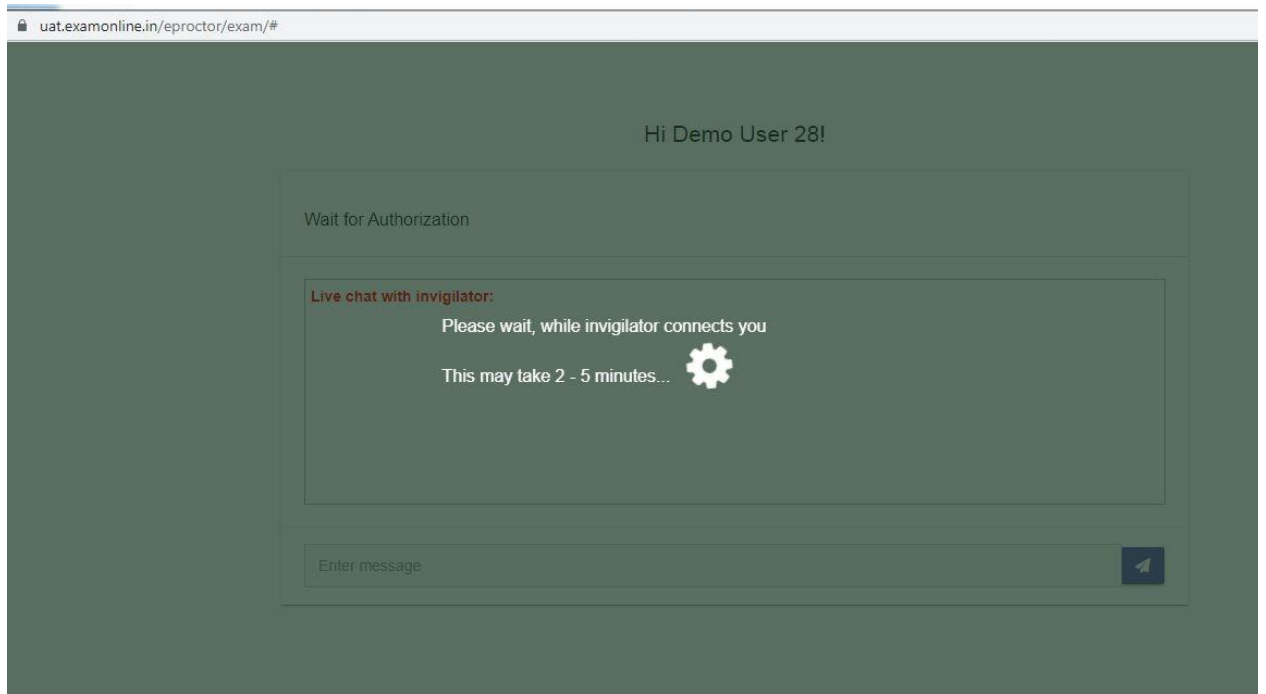 uat.examonline.in/eproctor/exam/#
Hi Demo User 28!
Wait for Authorization
Live chat with invigilator:
Please wait, while invigilator connects you
This may take 2 - 5 minutes...
Enter message